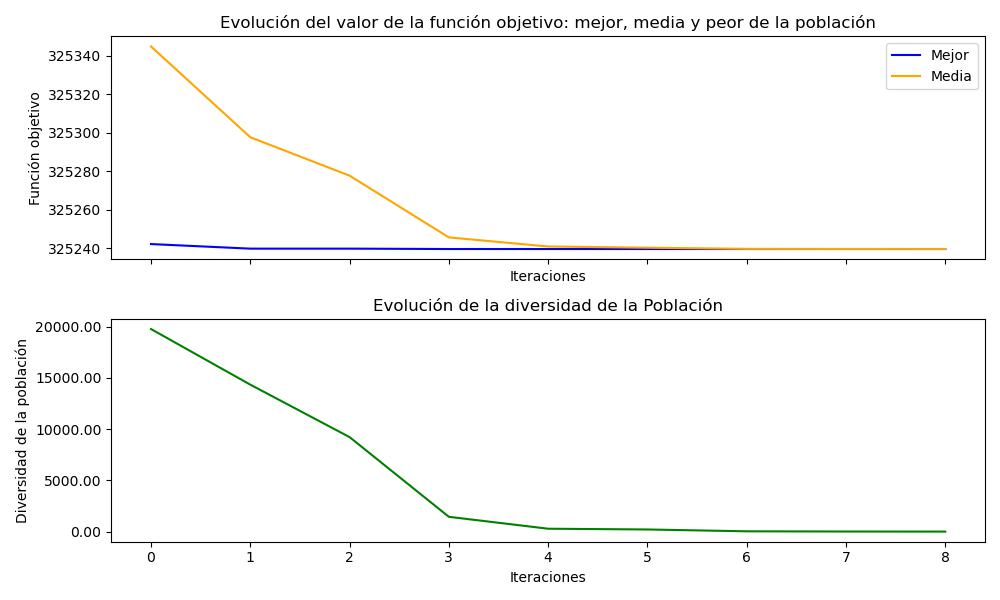 Evolución del valor de la función objetivo: mejor, media y peor de la población
Función objetivo
325340
325320
325300
325280
325260
325240
Mejor
Media
Iteraciones
Evolución de la diversidad de la Población
Diversidad de la población
20000.00
15000.00
10000.00
5000.00
0.00
0 1 2 3 4 5 6 7 8
Iteraciones